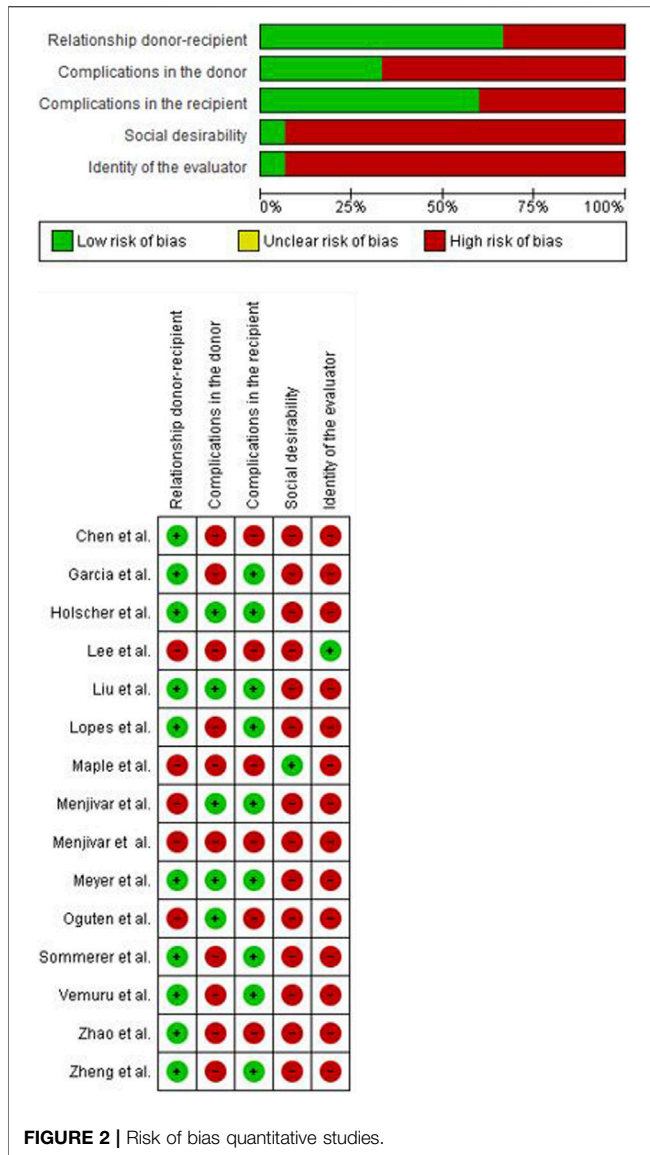 Relationship donor-recipient
Complications in the donor
Complications in the recipient
Social desirability
Identity of the evaluator
0% 25% 50% 75% 100%
Low risk of bias Unclear risk of bias High risk of bias
Relationship donor-recipient
Complications in the donor
Complications in the recipient
Social desirability
Identity of the evaluator
Chen et al. + - - - -
Garcia et al. + - + - -
Holscher et al. + + + - -
Lee et al. - - - - +
Liu et al. + + + - -
Lopes et al. + - + - -
Maple et al. - - - + -
Menjivar et al. - + + - -
Menjivar et al. - - - - -
Meyer et al. + + + - -
Oguten et al. - + - - -
Sommerer et al. + - + - -
Vemuru et al. + - + - -
Zhao et al. + - - - -
Zheng et al. + - + - -
FIGURE 2 | Risk of bias quantitative studies.